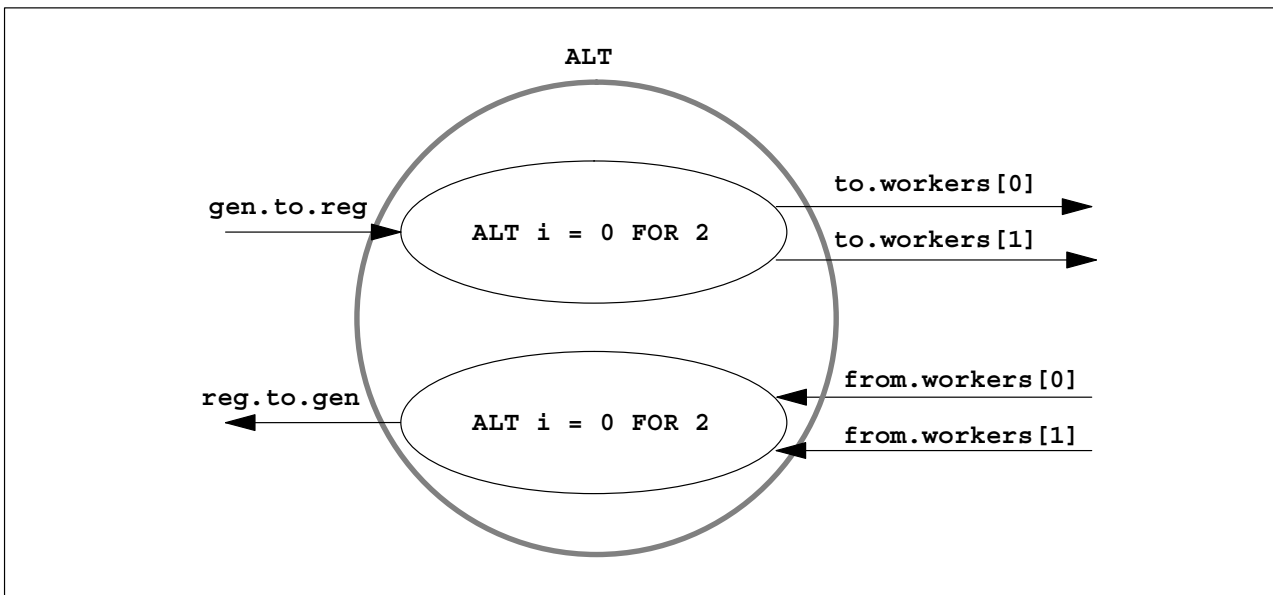 ALT
to.workers[0]
gen.to.reg
ALT i = 0 FOR 2
to.workers[1]
from.workers[0]
reg.to.gen
ALT i = 0 FOR 2
from.workers[1]